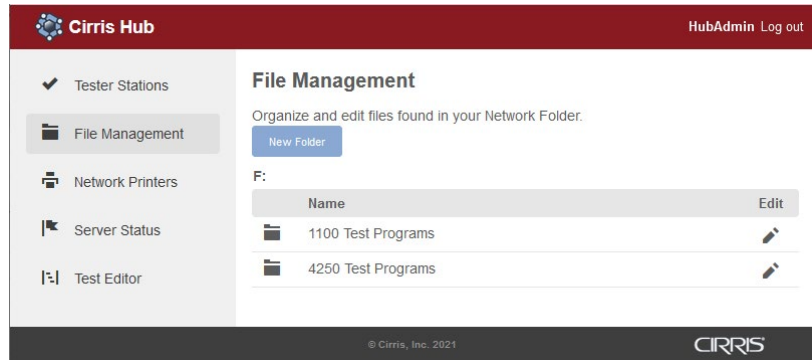 Cirris Hub
HubAdmin Log out
Tester Stations
File Management
Network Printers
Server Status
Test Editor
File Management
Organize and edit files found in your Network Folder.
New Folder
F:
Name Edit
1100 Test Programs
4250 Test Programs
© Cirris, Inc. 2021
CIRRIS